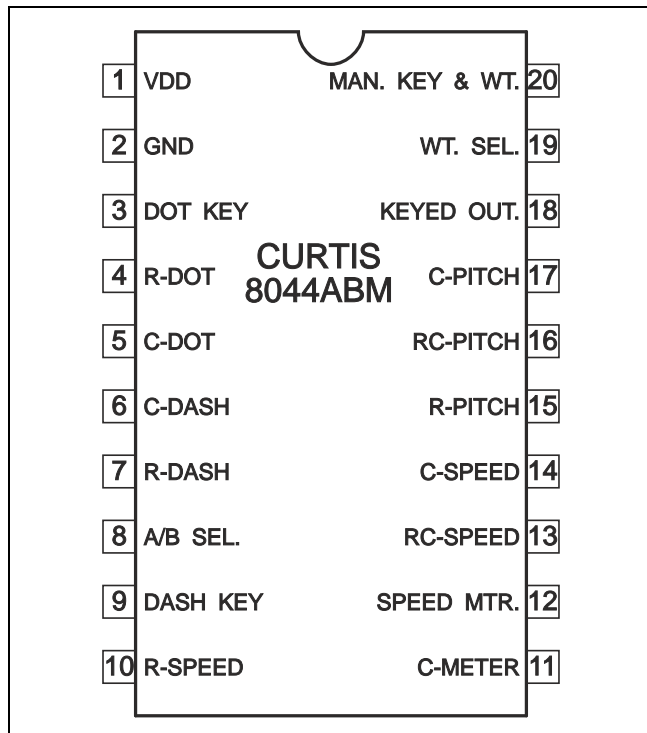 1 VDD MAN. KEY & WT. 20
2 GND WT. SEL. 19
3 DOT KEY KEYED OUT. 18
CURTIS
4 R-DOT C-PITCH 17
8044ABM
5 C-DOT RC-PITCH 16
6 C-DASH R-PITCH 15
7 R-DASH C-SPEED 14
8 A/B SEL. RC-SPEED 13
9 DASH KEY SPEED MTR. 12
10 R-SPEED C-METER 11